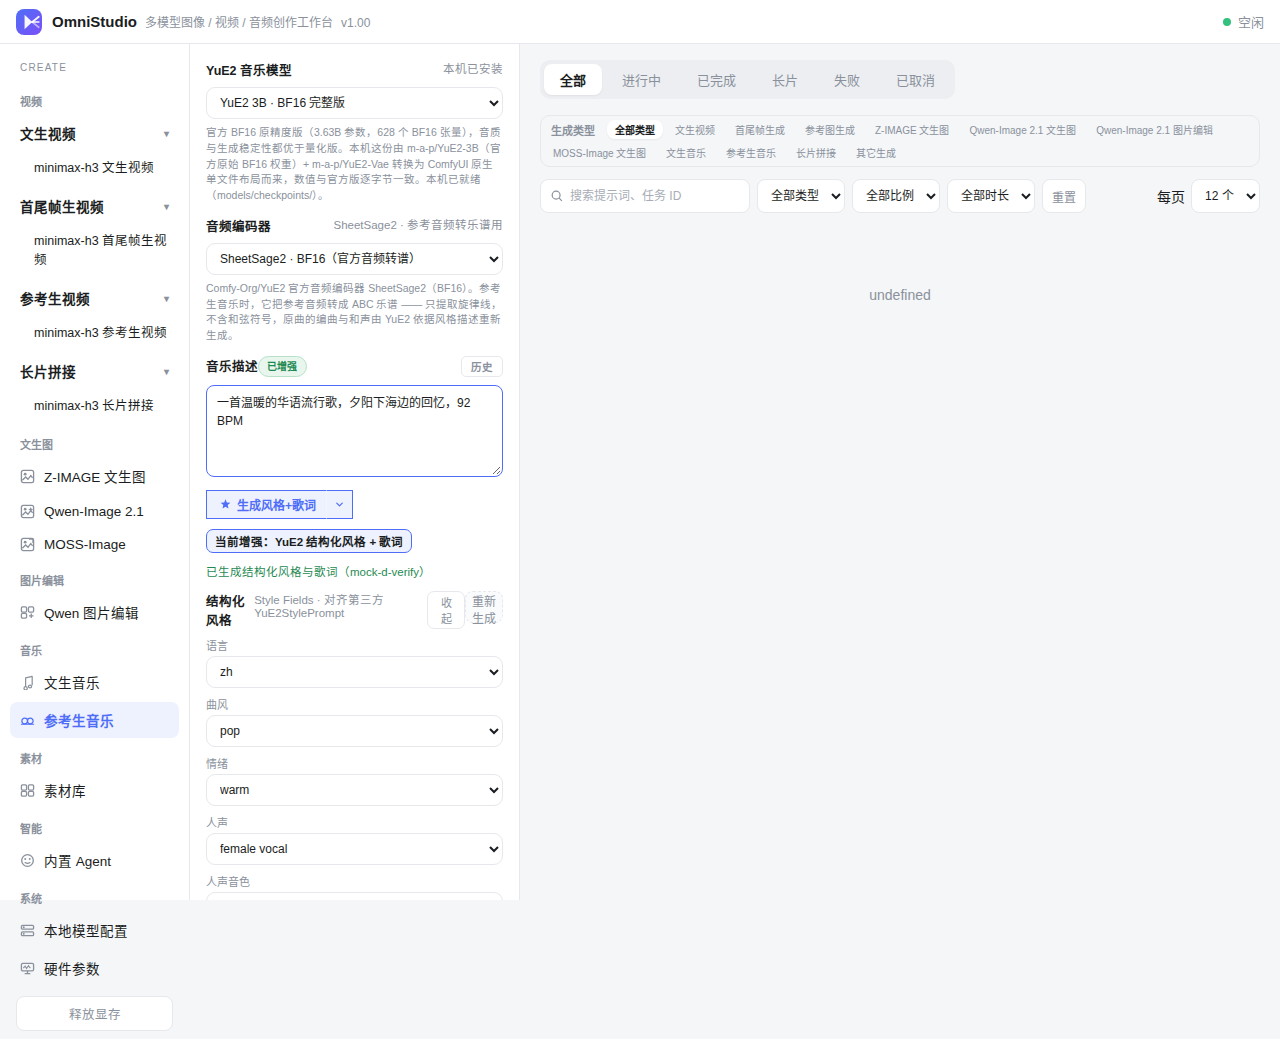 OmniStudio 多模型图像 / 视频 / 音频创作工作台 v1.00
空闲
CREATE
视频
文生视频
minimax-h3 文生视频
首尾帧生视频
minimax-h3 首尾帧生视
频
参考生视频
minimax-h3 参考生视频
长片拼接
minimax-h3 长片拼接
文生图
Z-IMAGE 文生图
Qwen-Image 2.1
MOSS-Image
图片编辑
Qwen 图片编辑
音乐
文生音乐
参考生音乐
素材
素材库
智能
内置 Agent
系统
本地模型配置
硬件参数
释放显存
YuE2 音乐模型 本机已安装
YuE2 3B · BF16 完整版
官方 BF16 原精度版（3.63B 参数，628 个 BF16 张量），音质
与生成稳定性都优于量化版。本机这份由 m-a-p/YuE2-3B（官
方原始 BF16 权重）+ m-a-p/YuE2-Vae 转换为 ComfyUI 原生
单文件布局而来，数值与官方版逐字节一致。本机已就绪
（models/checkpoints/）。
音频编码器 SheetSage2 · 参考音频转乐谱用
SheetSage2 · BF16（官方音频转谱）
Comfy-Org/YuE2 官方音频编码器 SheetSage2（BF16）。参考
生音乐时，它把参考音频转成 ABC 乐谱 —— 只提取旋律线，
不含和弦符号，原曲的编曲与和声由 YuE2 依据风格描述重新
生成。
音乐描述 已增强 历史
一首温暖的华语流行歌，夕阳下海边的回忆，92
BPM
生成风格+歌词
当前增强：YuE2 结构化风格 + 歌词
已生成结构化风格与歌词（mock-d-verify）
结构化
风格
Style Fields · 对齐第三方
YuE2StylePrompt
收
起
重新
生成
语言
zh
曲风
pop
情绪
warm
人声
female vocal
人声音色
全部 进行中 已完成 长片 失败 已取消
生成类型 全部类型 文生视频 首尾帧生成 参考图生成 Z-IMAGE 文生图 Qwen-Image 2.1 文生图 Qwen-Image 2.1 图片编辑
MOSS-Image 文生图 文生音乐 参考生音乐 长片拼接 其它生成
搜索提示词、任务 ID 全部类型 全部比例 全部时长 重置 每页 12 个
undefined